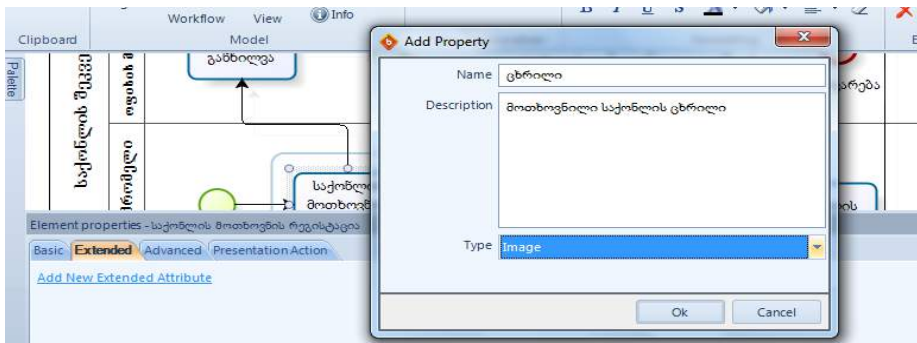 Workflow View Info
Clipboard Model
Palette
განხილვა
Add Property
Name ცხრილი
Description მოთხოვნილი საქონლის ცხრილი
Type Image
Ok Cancel
Element properties - საქონლის მოთხოვნის რეგისტაცია
Basic Extended Advanced Presentation Action
Add New Extended Attribute